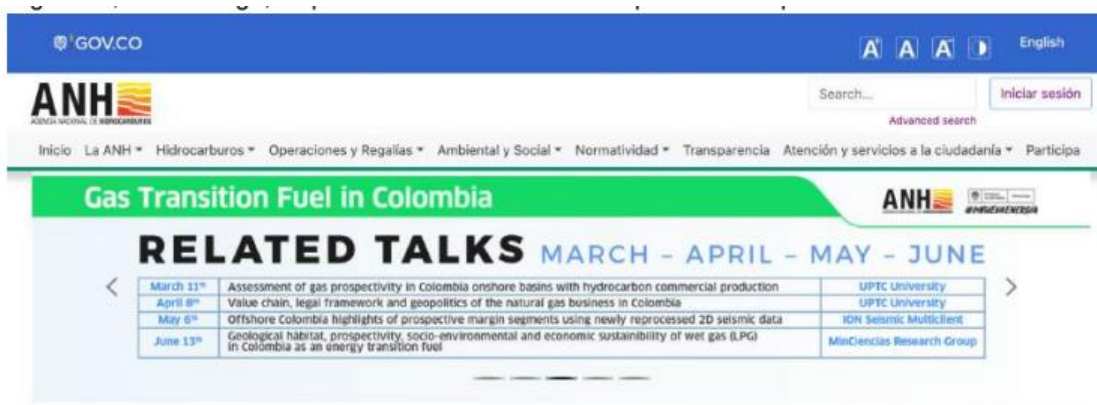 GOV.CO
A+ A A- English
ANH
AGENCIA NACIONAL DE HIDROCARBUROS
Search...
Iniciar sesión
Advanced search
Inicio La ANH Hidrocarburos Operaciones y Regalías Ambiental y Social Normatividad Transparencia Atención y servicios a la ciudadanía Participa
Gas Transition Fuel in Colombia
ANH
RELATED TALKS MARCH – APRIL – MAY – JUNE
March 11th Assessment of gas prospectivity in Colombia onshore basins with hydrocarbon commercial production UPTC University
April 8th Value chain, legal framework and geopolitics of the natural gas business in Colombia UPTC University
May 6th Offshore Colombia highlights of prospective margin segments using newly reprocessed 2D seismic data ION Seismic Multiclient
June 13th Geological hábitat, prospectivity, socio-environmental and economic sustainibility of wet gas (LPG)
in Colombia as an energy transition fuel MinCiencias Research Group